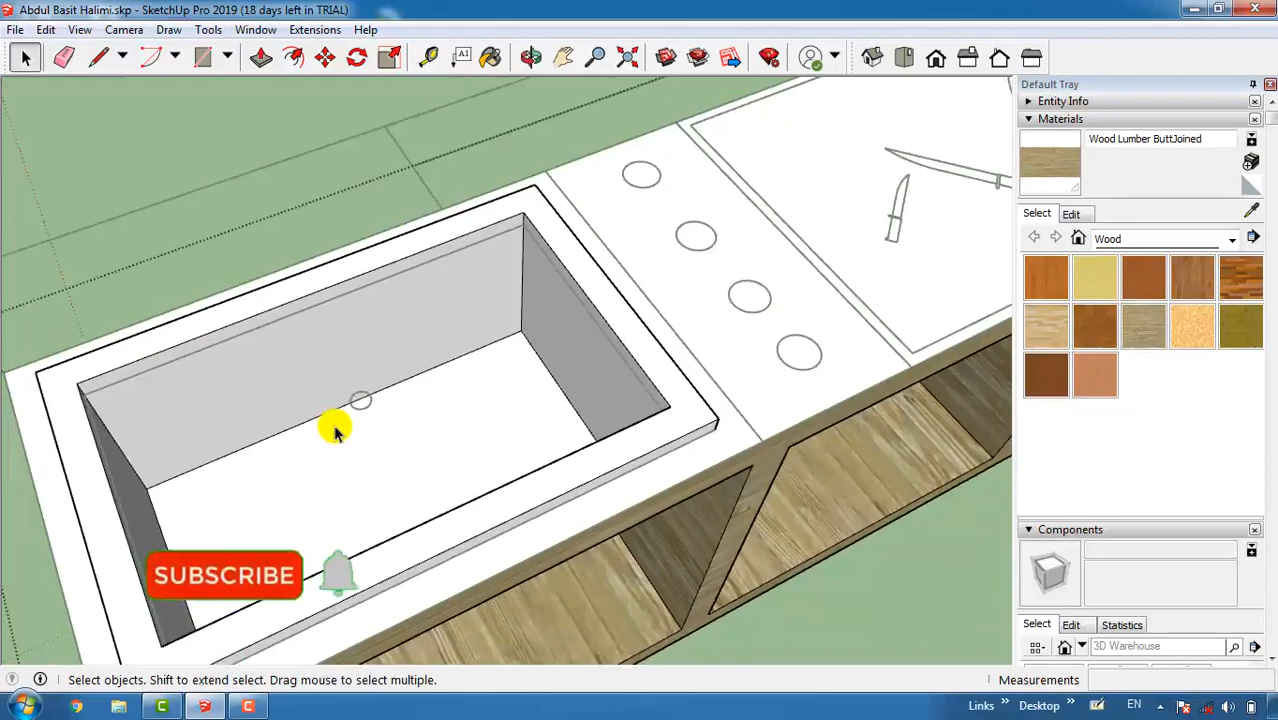 Abdul Basit Halimi.skp - SketchUp Pro 2019 (18 days left in TRIAL)
File Edit View Camera Draw Tools Window Extensions Help
A1
Default Tray
Entity Info
Materials
Wood Lumber ButtJoined
Select Edit
Wood
SUBSCRIBE
Components
Select Edit Statistics
3D Warehouse
Select objects. Shift to extend select. Drag mouse to select multiple.
Measurements
Links » Desktop » EN